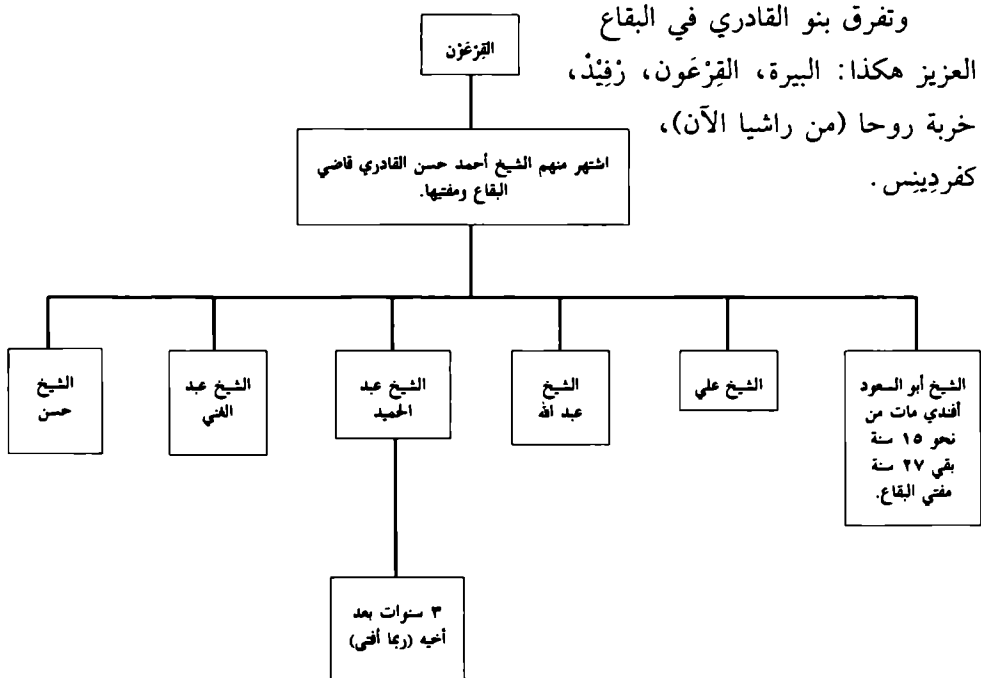 وتفرق بنو القادري في البقاع
العزيز هكذا: البيرة، القِرْعَون، رْفِيْدْ،
خربة روحا (من راشيا الآن)،
كفردِينِس.
القِرْعَوْن
اشتهر منهم الشيخ أحمد حسن القادري قاضي
البقاع ومفتيها.
الشيخ أبو السعود
أفندي مات من
نحو ١٥ سنة
بقي ٢٧ سنة
مفتي البقاع.
الشيخ علي
الشيخ
عبد الله
الشيخ عبد
الحميد
الشيخ عبد
الغني
الشيخ
حسن
٣ سنوات بعد
أخيه (ربما أفتى)